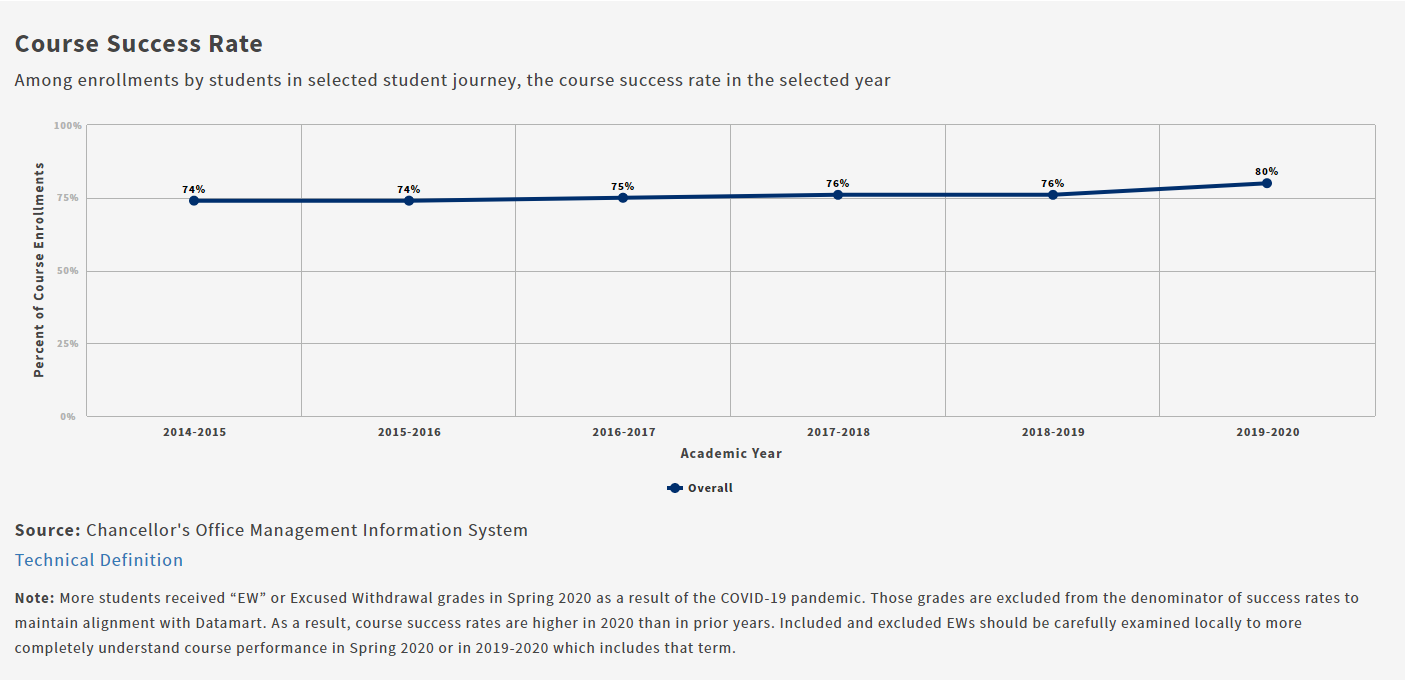 Course Success Rate
Among enrollments by students in selected student journey, the course success rate in the selected year
100%
75%
50%
25%
0%
Percent of Course Enrollments
74%
74%
75%
76%
76%
80%
2014-2015
2015-2016
2016-2017
2017-2018
2018-2019
2019-2020
Academic Year
Overall
Source: Chancellor's Office Management Information System
Technical Definition
Note: More students received “EW” or Excused Withdrawal grades in Spring 2020 as a result of the COVID-19 pandemic. Those grades are excluded from the denominator of success rates to
maintain alignment with Datamart. As a result, course success rates are higher in 2020 than in prior years. Included and excluded EWs should be carefully examined locally to more
completely understand course performance in Spring 2020 or in 2019-2020 which includes that term.